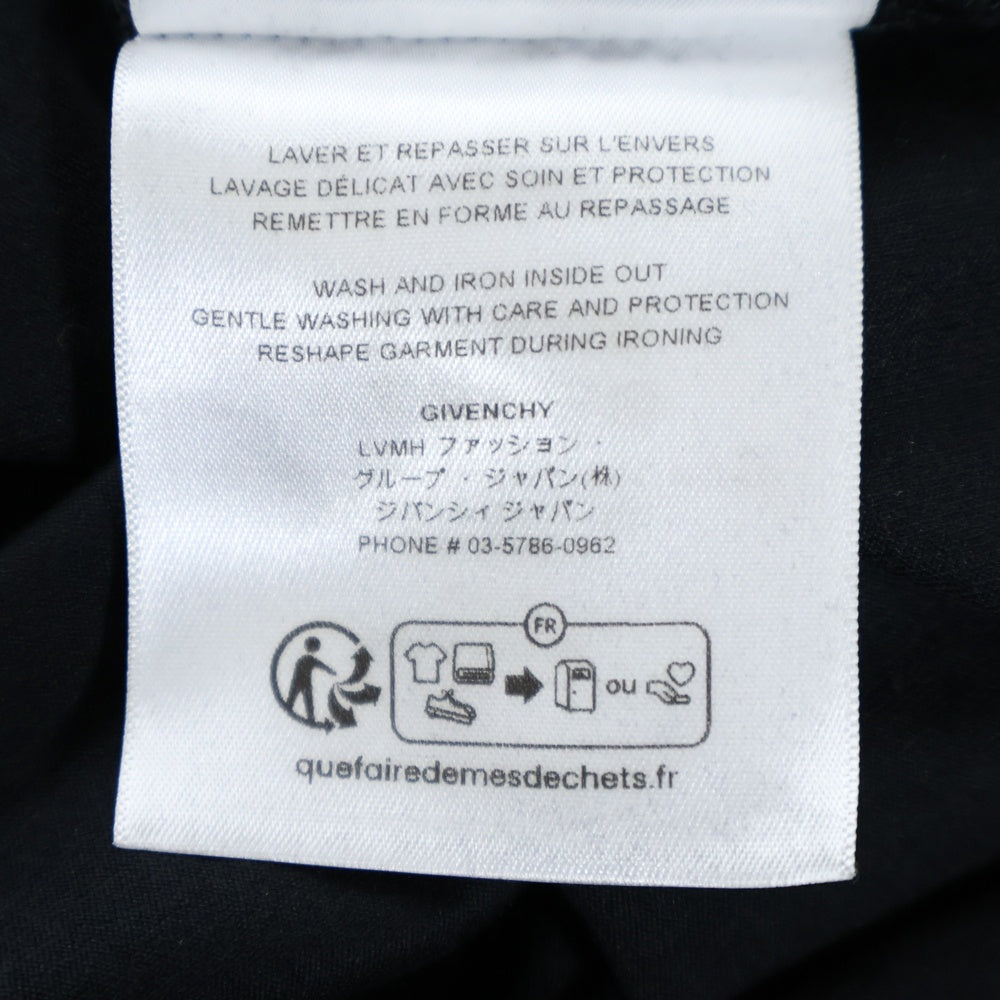 LAVER ET REPASSER SUR L'ENVERS
LAVAGE DÉLICAT AVEC SOIN ET PROTECTION
REMETTRE EN FORME AU REPASSAGE
WASH AND IRON INSIDE OUT
GENTLE WASHING WITH CARE AND PROTECTION
RESHAPE GARMENT DURING IRONING
GIVENCHY
LVMH ファッション ·
グループ · ジャパン(株)
ジバンシィ ジャパン
PHONE # 03-5786-0962
FR
ou
quefairedemesdechets.fr